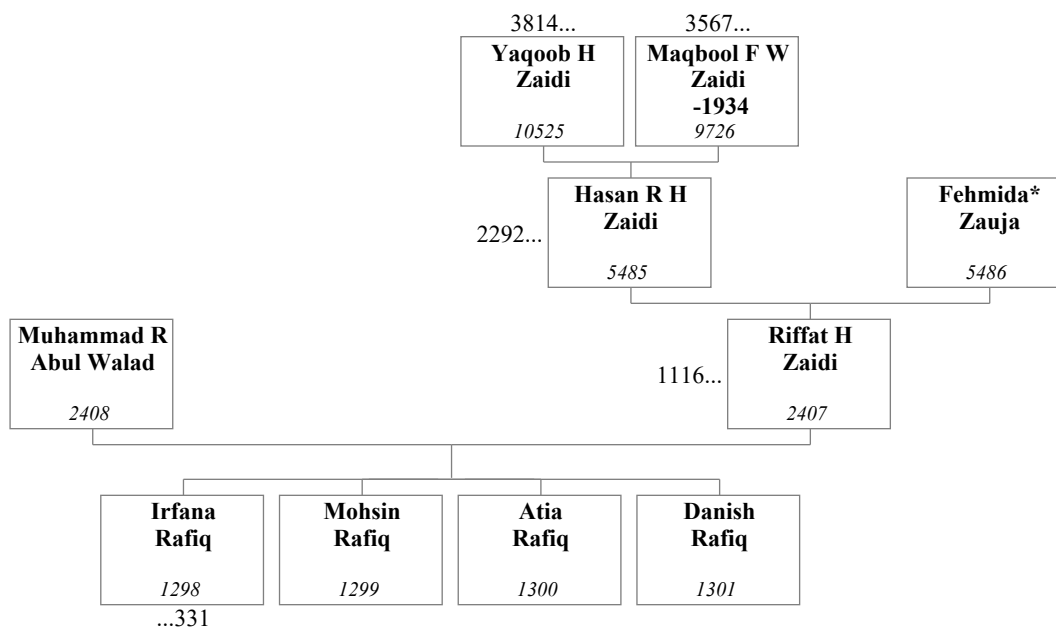 3814...
Yaqoob H
Zaidi
10525
3567...
Maqbool F W
Zaidi
-1934
9726
2292...
Hasan R H
Zaidi
5485
Fehmida*
Zauja
5486
Muhammad R
Abul Walad
2408
1116...
Riffat H
Zaidi
2407
Irfana
Rafiq
1298
...331
Mohsin
Rafiq
1299
Atia
Rafiq
1300
Danish
Rafiq
1301